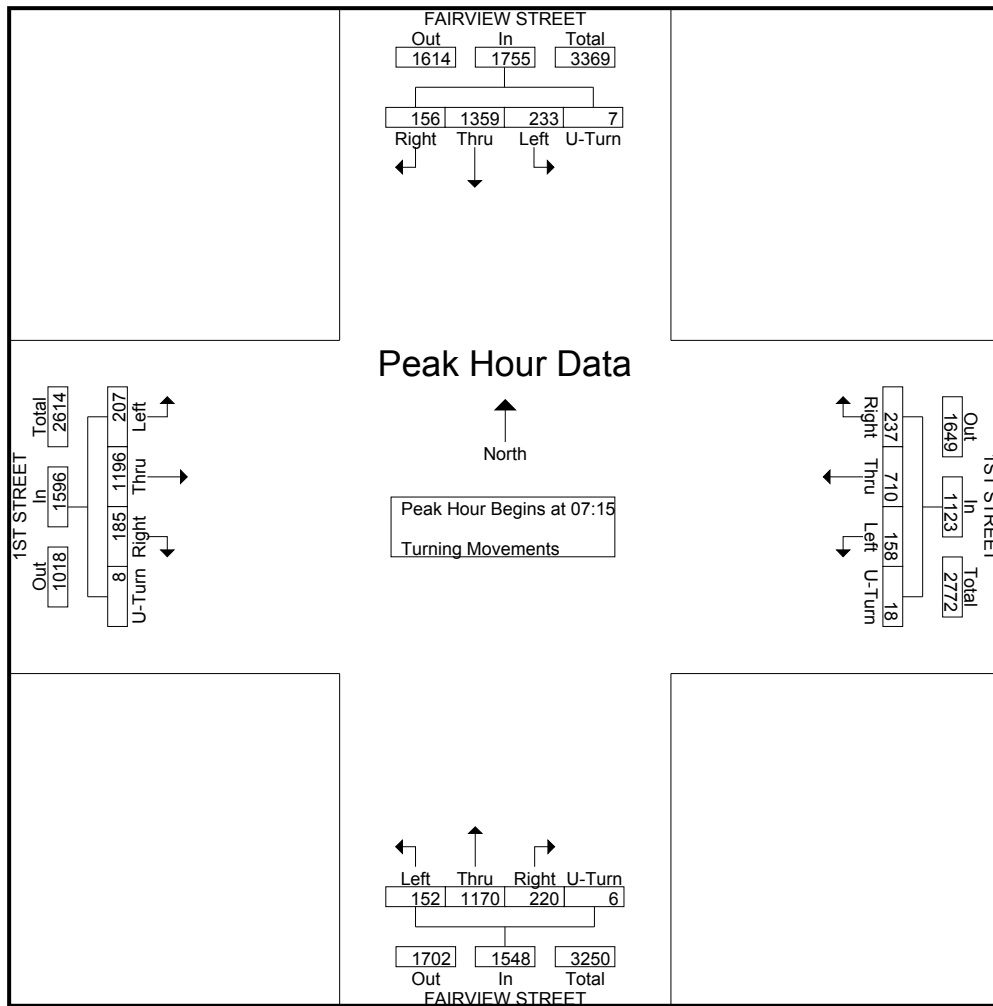 FAIRVIEW STREET
Out In Total
1614 1755 3369
156 1359 233 7
Right Thru Left U-Turn
Peak Hour Data
North
Peak Hour Begins at 07:15
Turning Movements
1ST STREET
Out In Total
1018 1596 2614
8 185 1196 207
U-Turn Right Thru Left
1ST STREET
Out In Total
1649 1123 2772
237 710 158 18
Right Thru Left U-Turn
Left Thru Right U-Turn
152 1170 220 6
1702 1548 3250
Out In Total
FAIRVIEW STREET